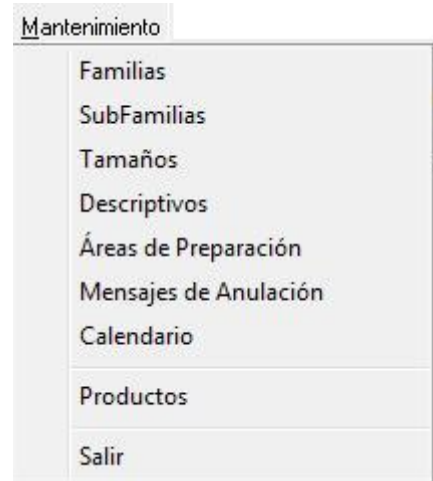 Mantenimiento
Familias
SubFamilias
Tamaños
Descriptivos
Áreas de Preparación
Mensajes de Anulación
Calendario
Productos
Salir